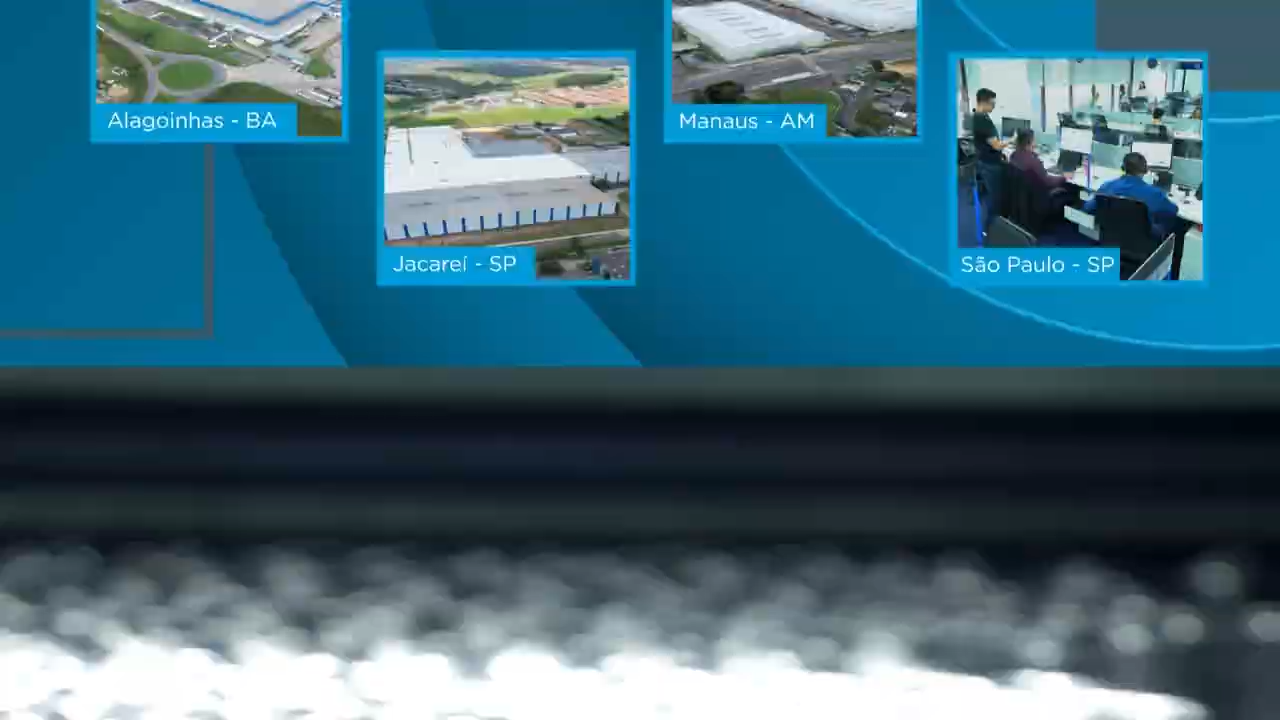 Alagoinhas - BA
Manaus - AM
Jacareí - SP
São Paulo - SP